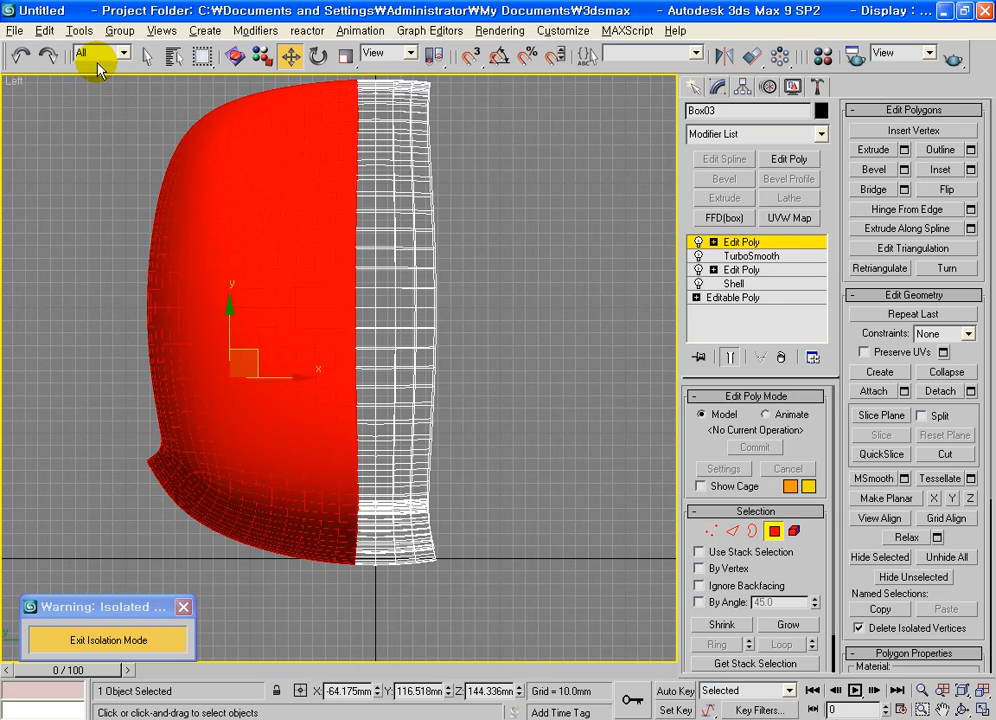 Untitled - Project Folder: C:₩Documents and Settings₩Administrator₩My Documents₩3dsmax - Autodesk 3ds Max 9 SP2 - Display :
File Edit Tools Group Views Create Modifiers reactor Animation Graph Editors Rendering Customize MAXScript Help
All View View
Left
Box03
Modifier List
Edit Spline Edit Poly
Bevel Bevel Profile
Extrude Lathe
FFD(box) UVW Map
Edit Poly
TurboSmooth
Edit Poly
Shell
Editable Poly
- Edit Poly Mode
Model Animate
<No Current Operation>
Commit
Settings Cancel
Show Cage
- Selection
Use Stack Selection
By Vertex
Ignore Backfacing
By Angle: 45.0
Shrink Grow
Ring Loop
Get Stack Selection
- Edit Polygons
Insert Vertex
Extrude Outline
Bevel Inset
Bridge Flip
Hinge From Edge
Extrude Along Spline
Edit Triangulation
Retriangulate Turn
- Edit Geometry
Repeat Last
Constraints: None
Preserve UVs
Create Collapse
Attach Detach
Slice Plane Split
Slice Reset Plane
QuickSlice Cut
MSmooth Tessellate
Make Planar X Y Z
View Align Grid Align
Relax
Hide Selected Unhide All
Hide Unselected
Named Selections:
Copy Paste
Delete Isolated Vertices
- Polygon Properties
Material:
y
x
Warning: Isolated ...
Exit Isolation Mode
y
< 0 / 100 >
1 Object Selected X: -64.175mm Y: 116.518mm Z: 144.336mm Grid = 10.0mm Auto Key Selected
Click or click-and-drag to select objects Add Time Tag Set Key Key Filters... 0